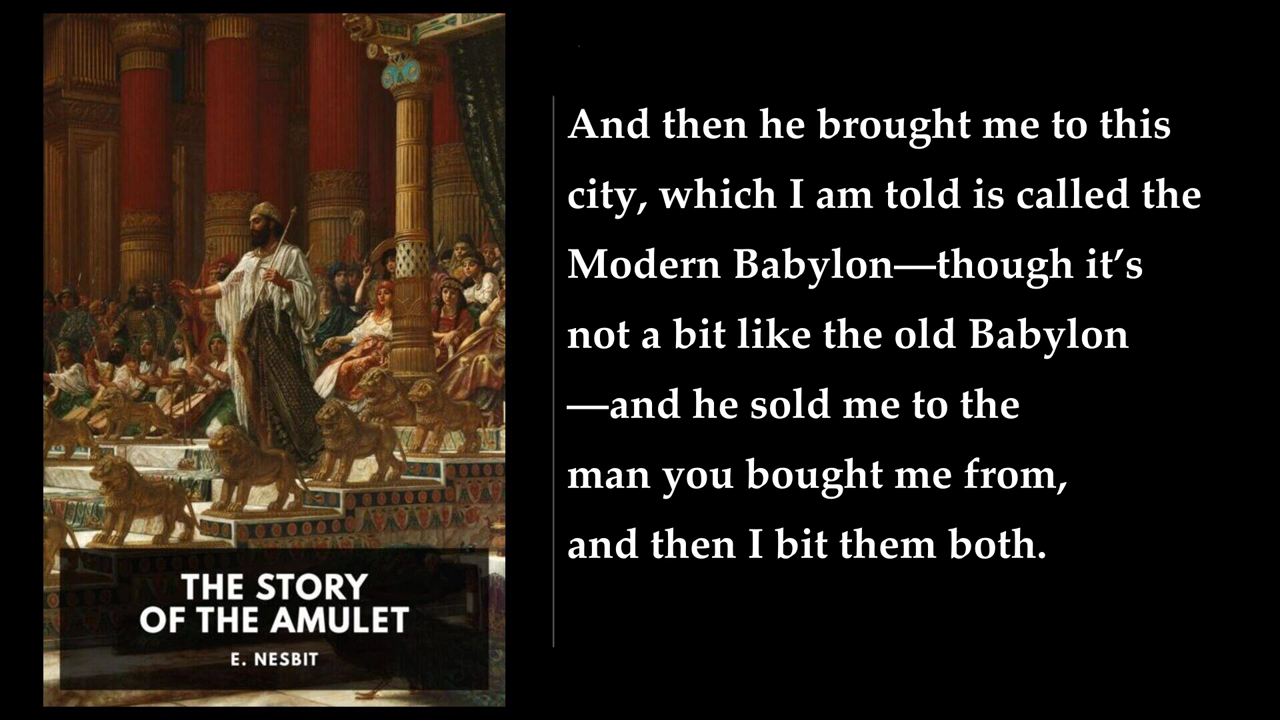 THE STORY
OF THE AMULET
E. NESBIT
And then he brought me to this
city, which I am told is called the
Modern Babylon—though it’s
not a bit like the old Babylon
—and he sold me to the
man you bought me from,
and then I bit them both.